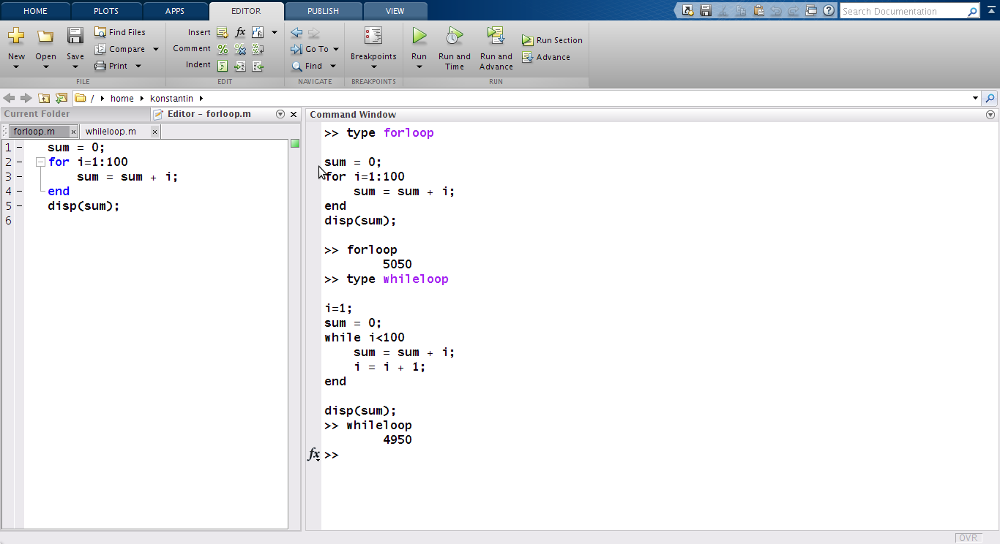 HOME PLOTS APPS EDITOR PUBLISH VIEW Search Documentation
Find Files Insert fx
Compare Comment Go To
New Open Save Print Indent Find Breakpoints Run Run and Time Run and Advance Run Section Advance
FILE EDIT NAVIGATE BREAKPOINTS RUN
/ home konstantin
Current Folder Editor - forloop.m Command Window
forloop.m whileloop.m
1 sum = 0;
2 for i=1:100
3 sum = sum + i;
4 end
5 disp(sum);
6
>> type forloop
sum = 0;
for i=1:100
sum = sum + i;
end
disp(sum);
>> forloop
5050
>> type whileloop
i=1;
sum = 0;
while i<100
sum = sum + i;
i = i + 1;
end
disp(sum);
>> whileloop
4950
fx >>
OVR